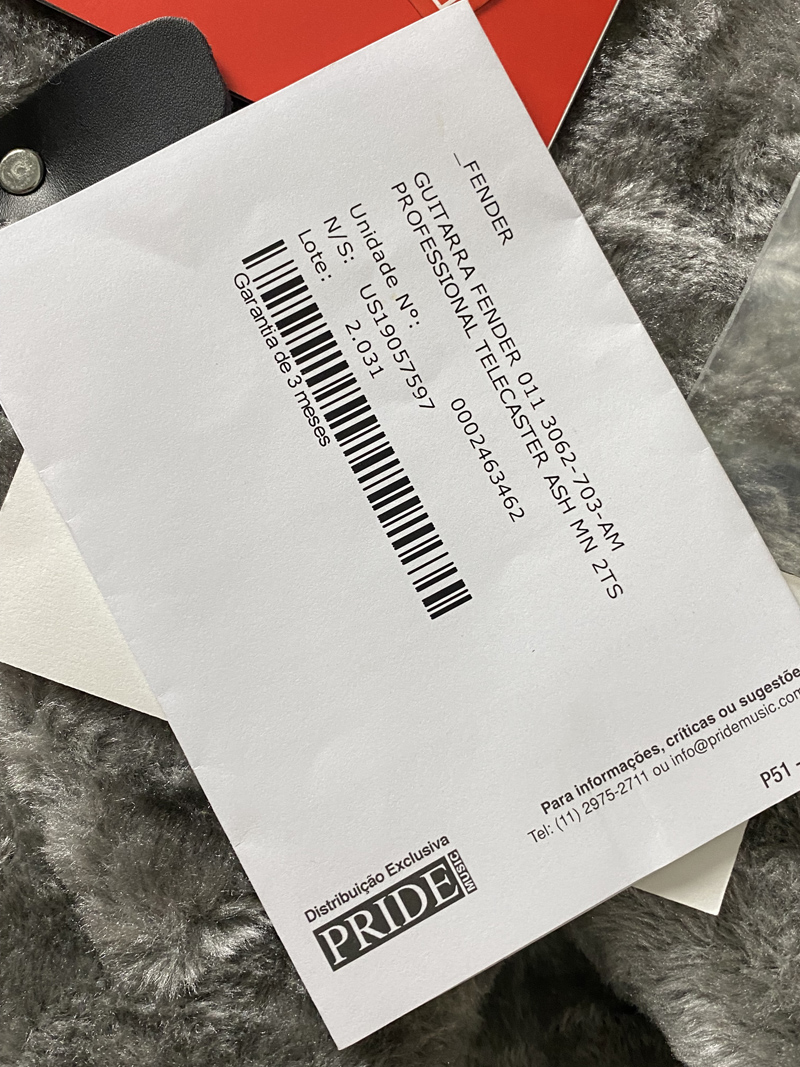 _FENDER
GUITARRA FENDER 011 3062-703-AM
PROFESSIONAL TELECASTER ASH MN 2TS
Unidade Nº: 0002463462
N/S: US19057597
Lote: 2.031
Garantia de 3 meses
Para informações, críticas ou sugestõe
Tel: (11) 2975-2711 ou info@pridemusic.com
P51 -
Distribuição Exclusiva
PRIDE MUSIC